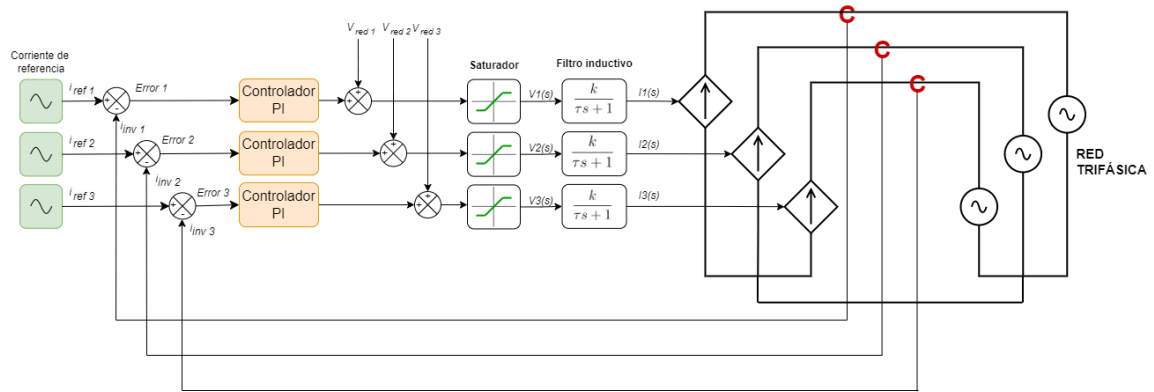 V red 1
V red 2
V red 3
Corriente de
referencia
Saturador
Filtro inductivo
i ref 1
Error 1
Controlador
PI
V1(s)
k
τs + 1
I1(s)
C
C
C
i inv 1
i ref 2
Error 2
Controlador
PI
V2(s)
k
τs + 1
I2(s)
RED
TRIFÁSICA
i inv 2
i ref 3
Error 3
Controlador
PI
V3(s)
k
τs + 1
I3(s)
i inv 3